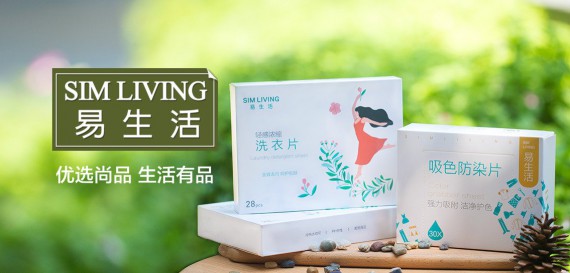 SIM LIVING
易生活
优选尚品 生活有品
SIM LIVING
易生活
洗衣片
28pcs
吸色防染片
强力吸附 洁净护色
30X
易生活